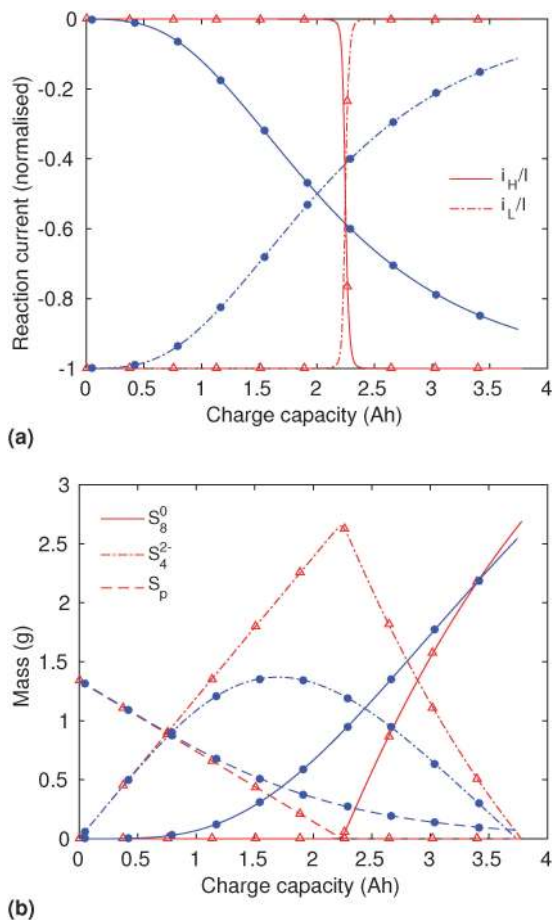 0
-0.2
-0.4
-0.6
-0.8
-1
Reaction current (normalised)
i_H/I
i_L/I
0 0.5 1 1.5 2 2.5 3 3.5 4
Charge capacity (Ah)
(a)
3
2.5
2
1.5
1
0.5
0
Mass (g)
S_8^0
S_4^{2-}
S_p
0 0.5 1 1.5 2 2.5 3 3.5 4
Charge capacity (Ah)
(b)